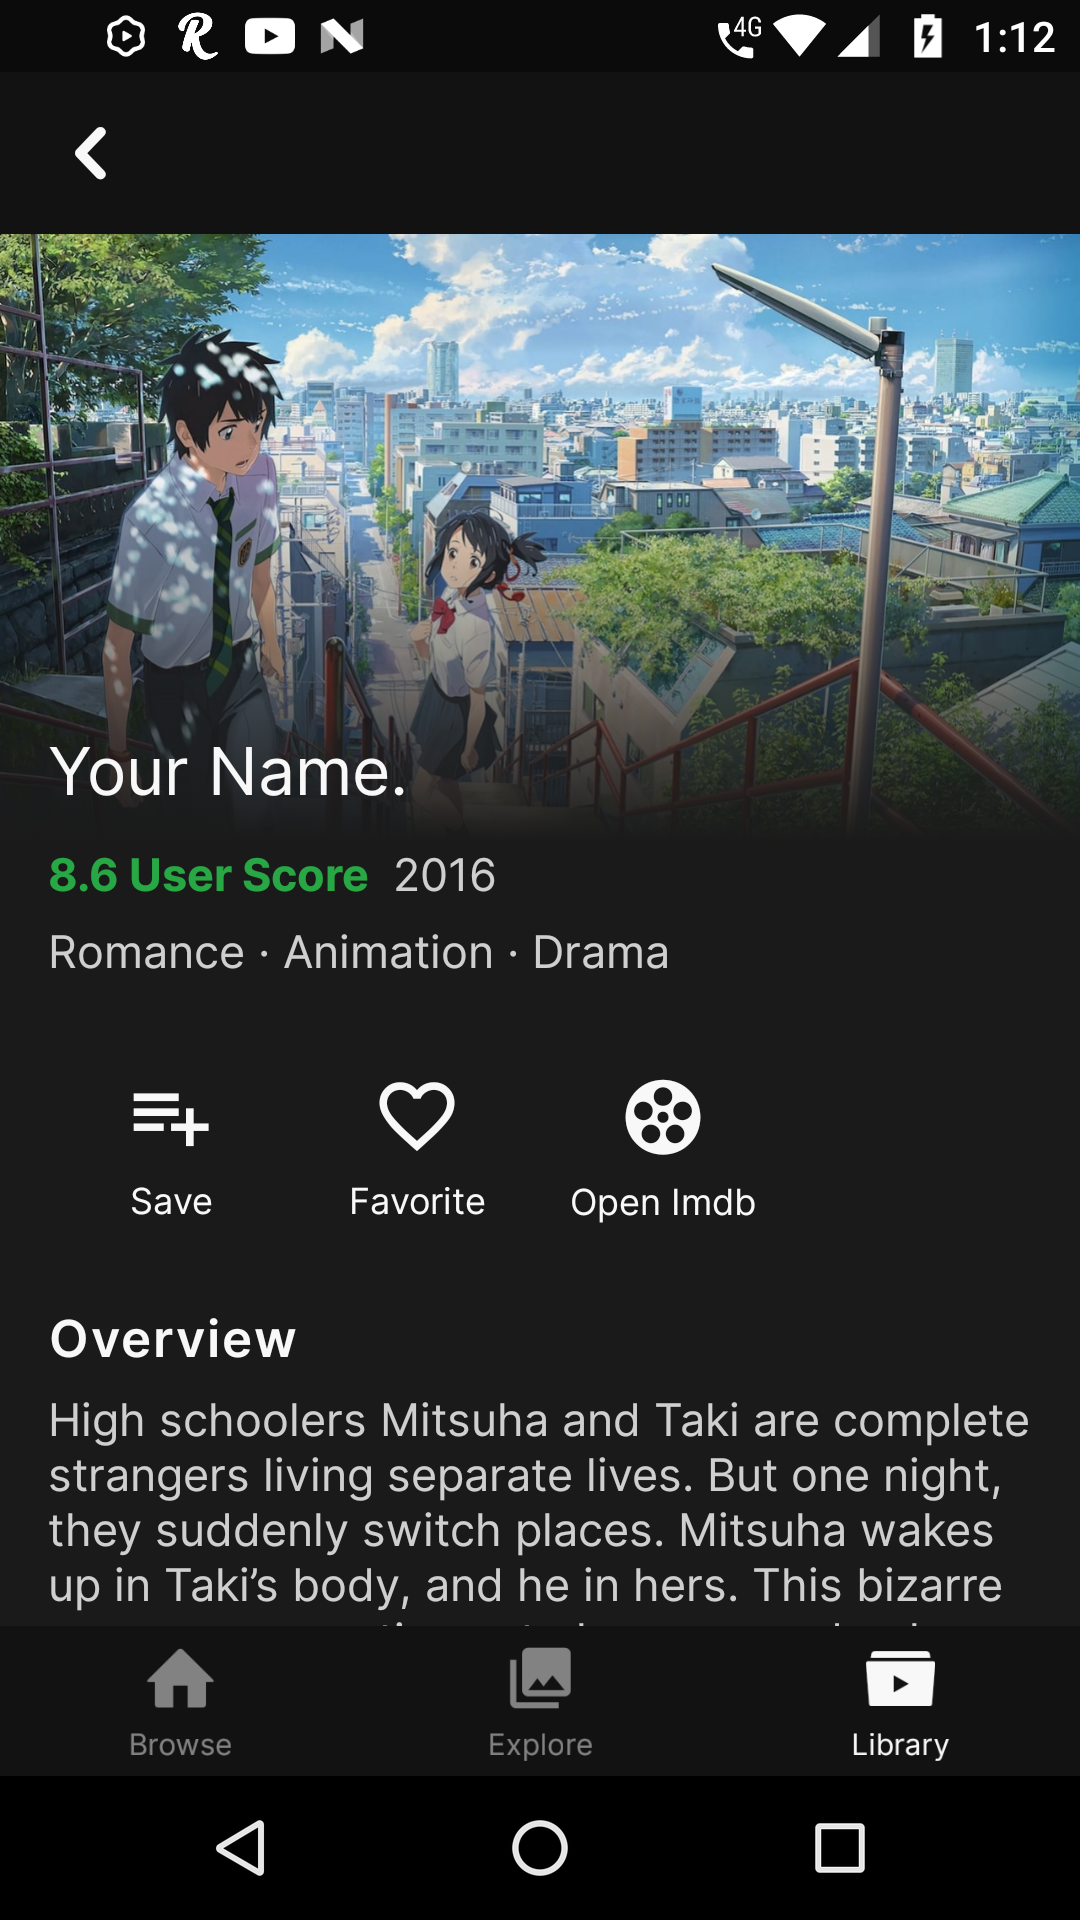 4G 1:12
Your Name.
8.6 User Score 2016
Romance · Animation · Drama
Save Favorite Open Imdb
Overview
High schoolers Mitsuha and Taki are complete
strangers living separate lives. But one night,
they suddenly switch places. Mitsuha wakes
up in Taki’s body, and he in hers. This bizarre
Browse Explore Library